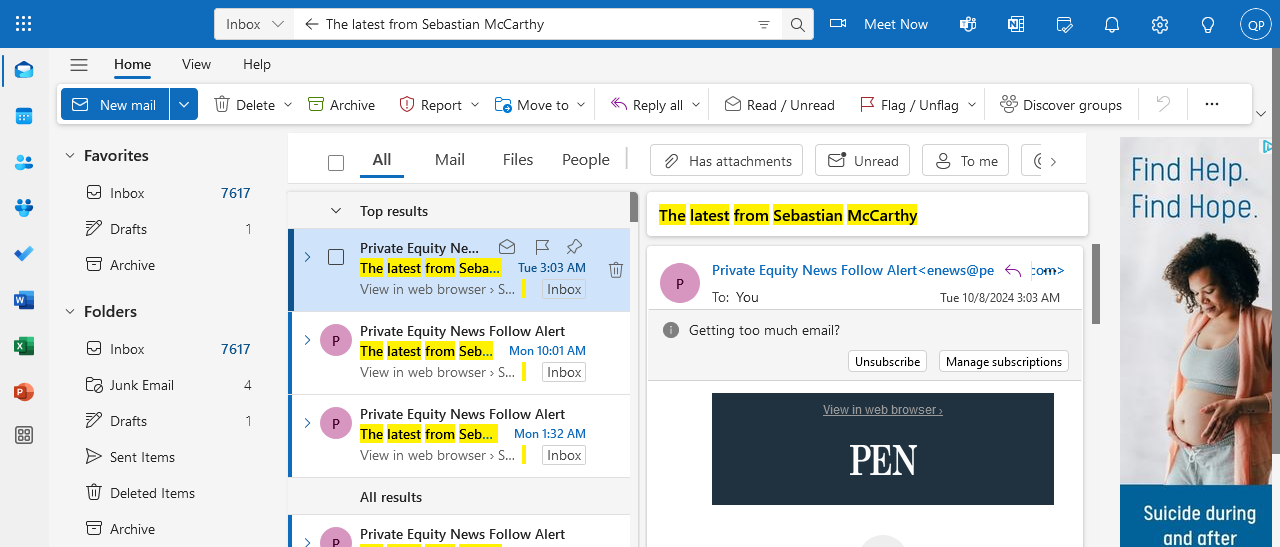 Inbox
The latest from Sebastian McCarthy
Meet Now
QP
Home View Help
New mail
Delete
Archive
Report
Move to
Reply all
Read / Unread
Flag / Unflag
Discover groups
Favorites
Inbox 7617
Drafts 1
Archive
Folders
Inbox 7617
Junk Email 4
Drafts 1
Sent Items
Deleted Items
Archive
All Mail Files People
Has attachments
Unread
To me
Top results
Private Equity Ne...
The latest from Seba... Tue 3:03 AM
View in web browser › S... Inbox
P
Private Equity News Follow Alert
The latest from Seb... Mon 10:01 AM
View in web browser › S... Inbox
P
Private Equity News Follow Alert
The latest from Seb... Mon 1:32 AM
View in web browser › S... Inbox
All results
P
Private Equity News Follow Alert
The latest from Sebastian McCarthy
P
Private Equity News Follow Alert<enews@pe com>
To: You Tue 10/8/2024 3:03 AM
Getting too much email?
Unsubscribe
Manage subscriptions
View in web browser ›
PEN
Find Help.
Find Hope.
Suicide during
and after